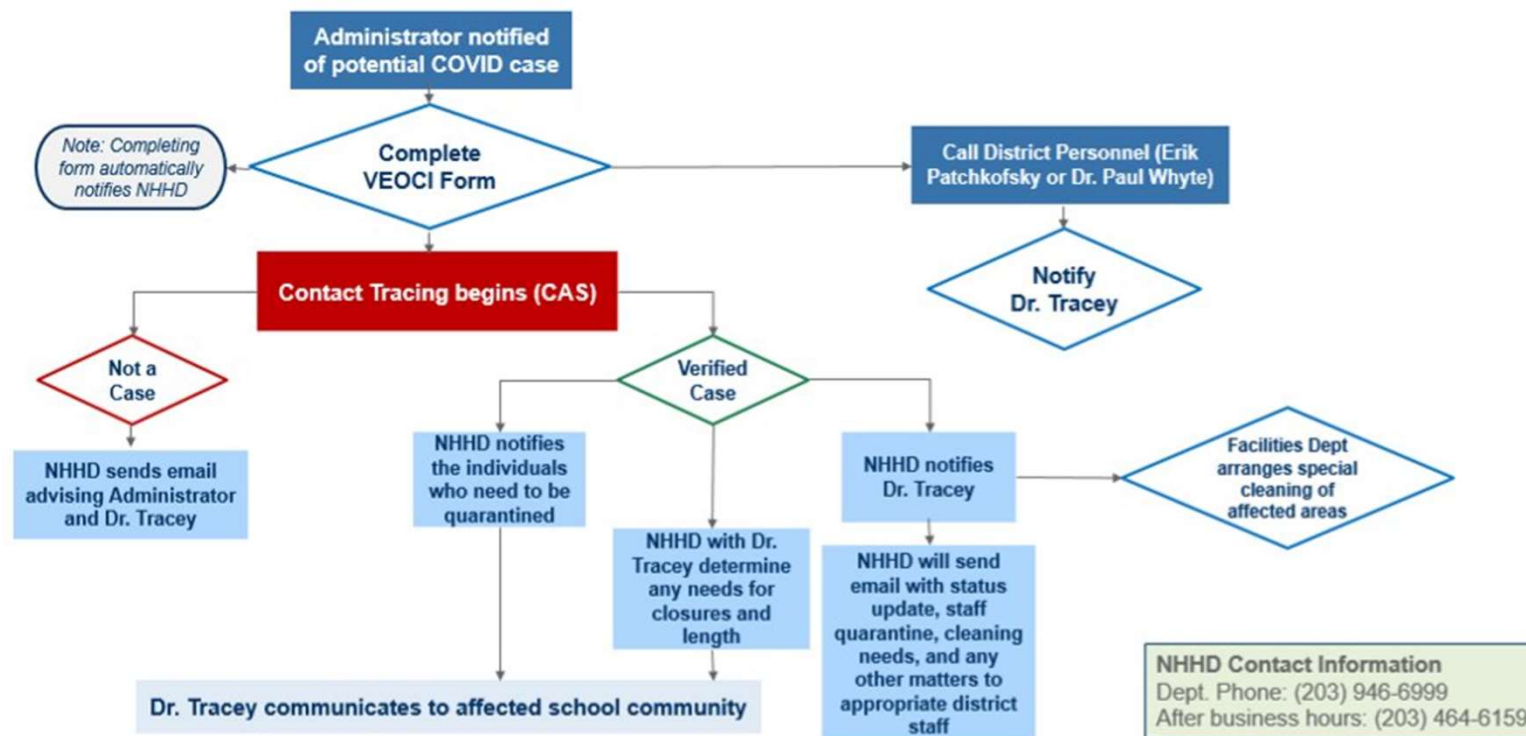 Administrator notified
of potential COVID case
Note: Completing
form automatically
notifies NHHD
Complete
VEOCI Form
Call District Personnel (Erik
Patchkofsky or Dr. Paul Whyte)
Notify
Dr. Tracey
Contact Tracing begins (CAS)
Not a
Case
Verified
Case
NHHD sends email
advising Administrator
and Dr. Tracey
NHHD notifies
the individuals
who need to be
quarantined
NHHD with Dr.
Tracey determine
any needs for
closures and
length
NHHD notifies
Dr. Tracey
Facilities Dept
arranges special
cleaning of
affected areas
NHHD will send
email with status
update, staff
quarantine, cleaning
needs, and any
other matters to
appropriate district
staff
Dr. Tracey communicates to affected school community
NHHD Contact Information
Dept. Phone: (203) 946-6999
After business hours: (203) 464-6159